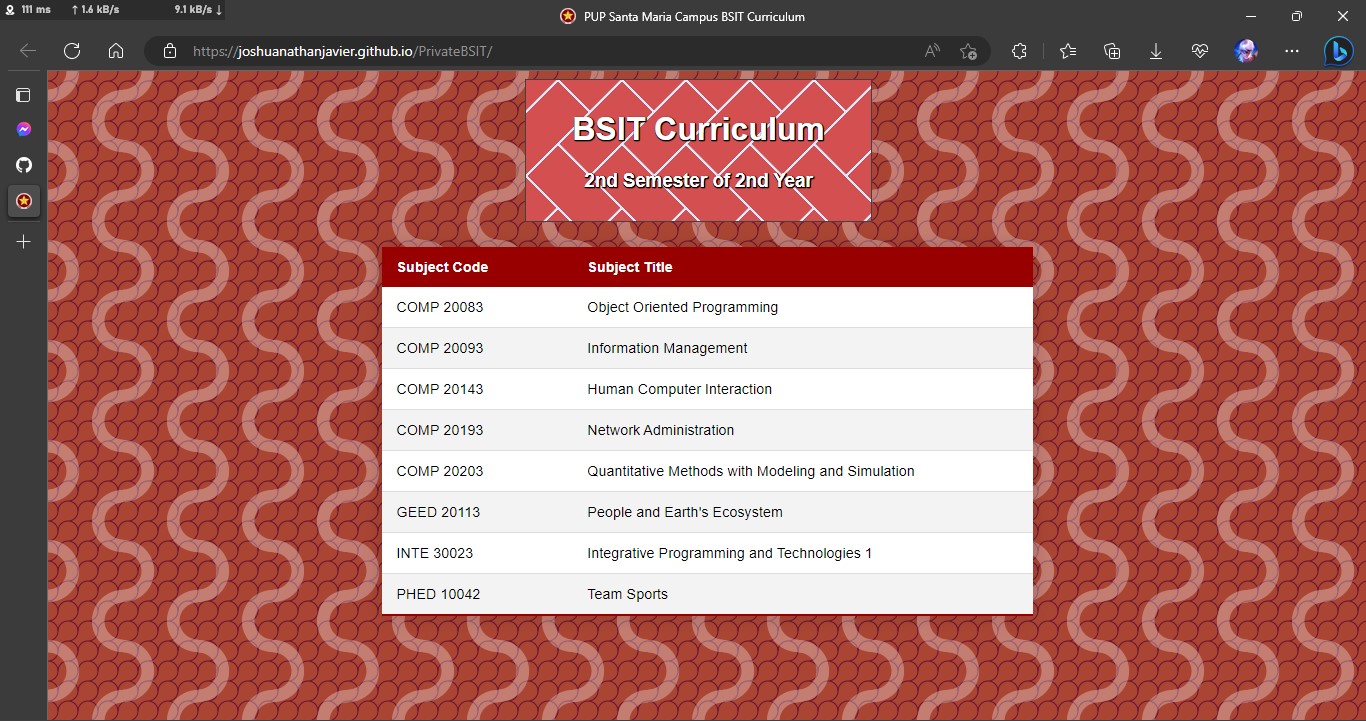 111 ms ↑ 1.6 kB/s 9.1 kB/s ↓
PUP Santa Maria Campus BSIT Curriculum
https://joshuanathanjavier.github.io/PrivateBSIT/
BSIT Curriculum
2nd Semester of 2nd Year
Subject Code Subject Title
COMP 20083 Object Oriented Programming
COMP 20093 Information Management
COMP 20143 Human Computer Interaction
COMP 20193 Network Administration
COMP 20203 Quantitative Methods with Modeling and Simulation
GEED 20113 People and Earth's Ecosystem
INTE 30023 Integrative Programming and Technologies 1
PHED 10042 Team Sports